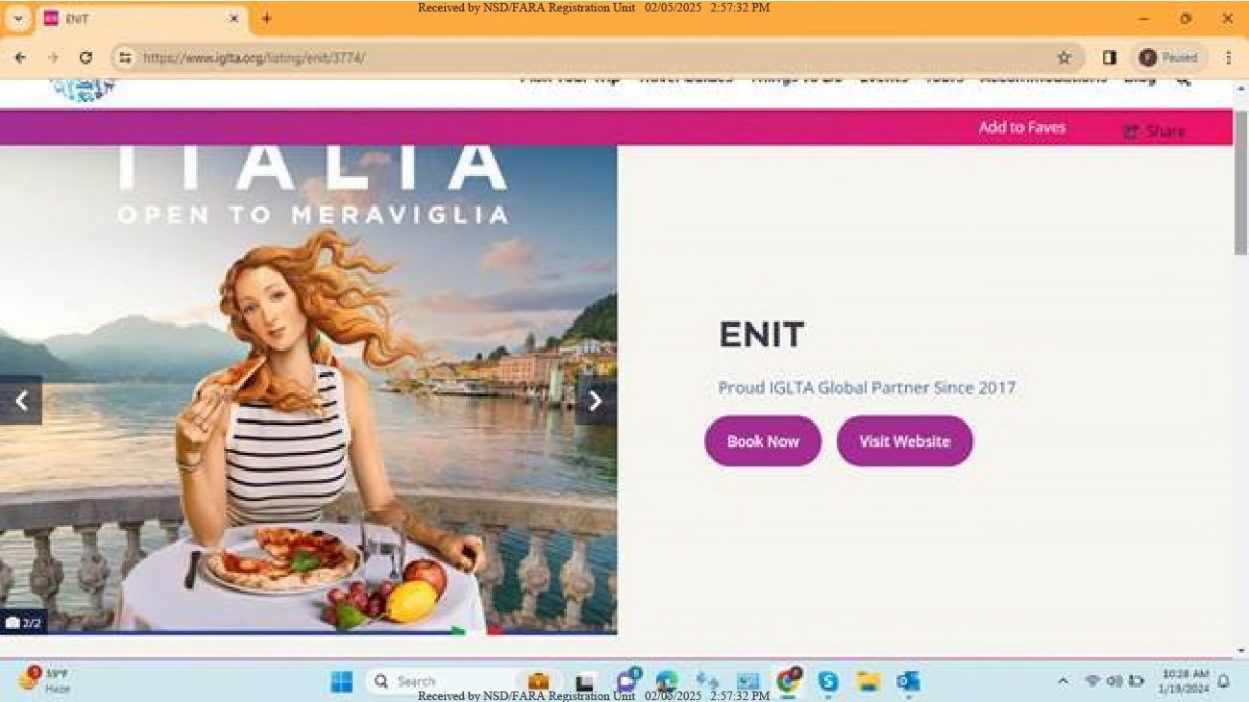 Received by NSD/FARA Registration Unit 02/05/2025 2:57:32 PM
ENIT
https://www.iglta.org/listing/enit/3774/
Paused
Add to Faves
Share
ITALIA
OPEN TO MERAVIGLIA
ENIT
Proud IGLTA Global Partner Since 2017
Book Now
Visit Website
2/2
Haze
Search
10:28 AM
1/19/2024
Received by NSD/FARA Registration Unit 02/05/2025 2:57:32 PM